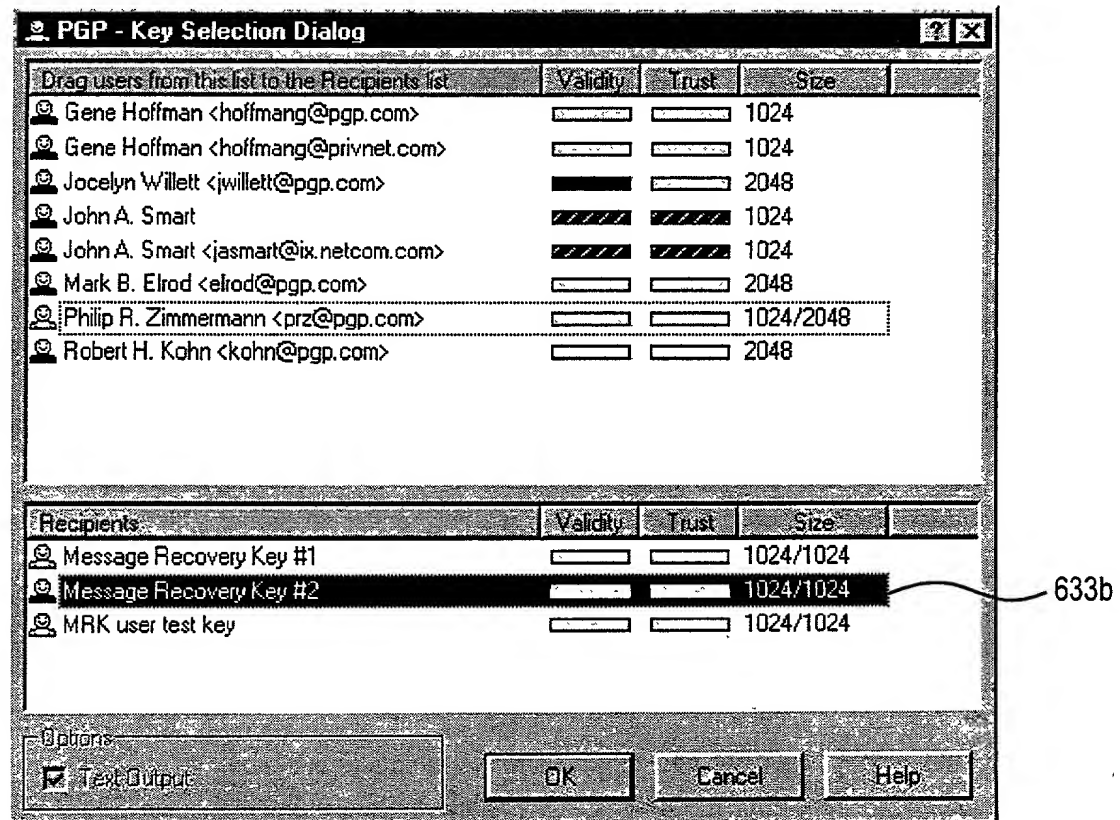 PGP - Key Selection Dialog
Drag users from this list to the Recipients list Validity Trust Size
Gene Hoffman <hoffmang@pgp.com> 1024
Gene Hoffman <hoffmang@privnet.com> 1024
Jocelyn Willett <jwillett@pgp.com> 2048
John A. Smart 1024
John A. Smart <jasmart@ix.netcom.com> 1024
Mark B. Elrod <elrod@pgp.com> 2048
Philip R. Zimmermann <prz@pgp.com> 1024/2048
Robert H. Kohn <kohn@pgp.com> 2048
Recipients Validity Trust Size
Message Recovery Key #1 1024/1024
Message Recovery Key #2 1024/1024 633b
MRK user test key 1024/1024
Options
Text Output OK Cancel Help